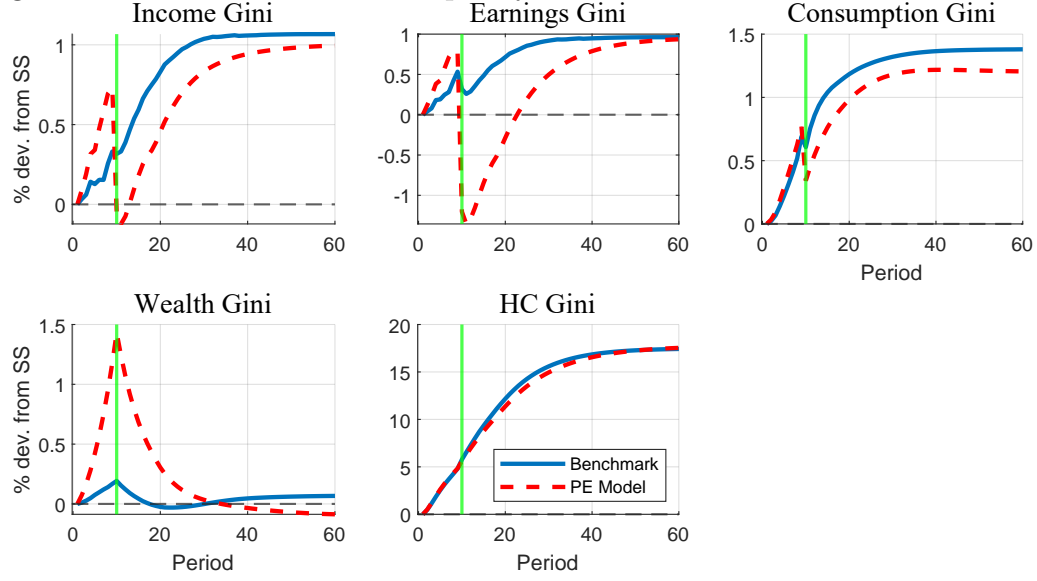 Income Gini
Earnings Gini
Consumption Gini
% dev. from SS
1
0.5
0
0 20 40 60
1
0.5
0
-0.5
-1
0 20 40 60
1.5
1
0.5
0
0 20 40 60
Period
Wealth Gini
HC Gini
% dev. from SS
1.5
1
0.5
0
0 20 40 60
Period
20
15
10
5
0
0 20 40 60
Period
Benchmark
PE Model